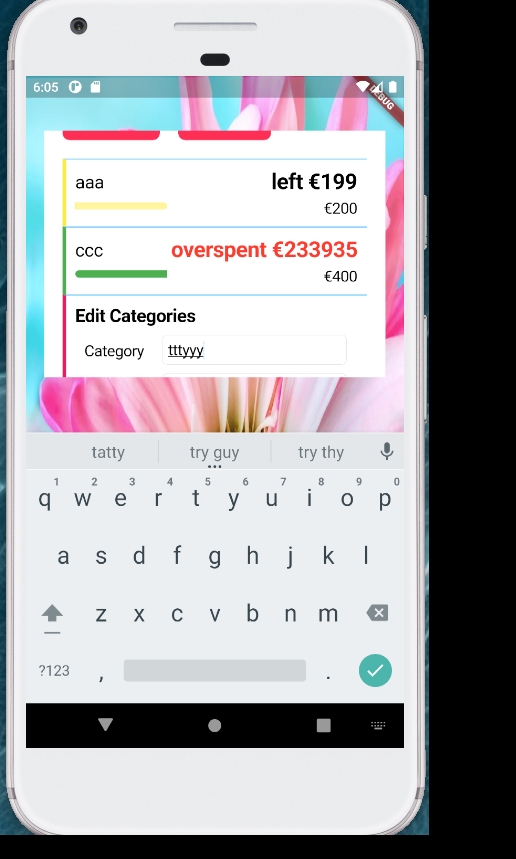 6:05
DEBUG
aaa
left €199
€200
ccc
overspent €233935
€400
Edit Categories
Category
tttyyy
tatty
try guy
try thy
1 2 3 4 5 6 7 8 9 0
q w e r t y u i o p
a s d f g h j k l
z x c v b n m
?123 , .